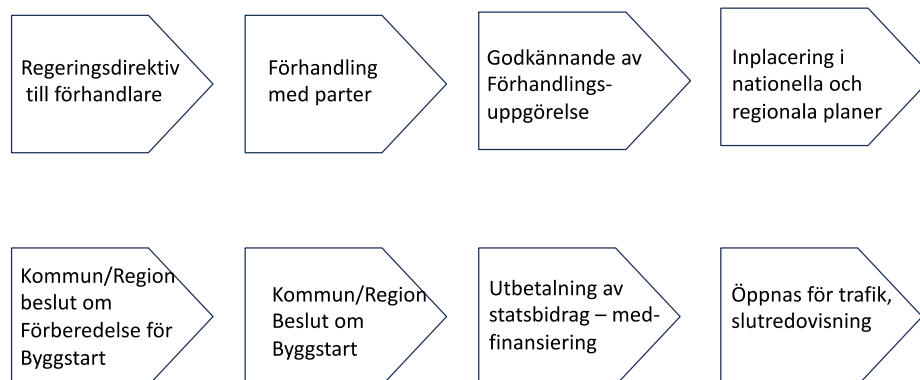 Regeringsdirektiv
till förhandlare
Förhandling
med parter
Godkännande av
Förhandlings-
uppgörelse
Inplacering i
nationella och
regionala planer
Kommun/Region
beslut om
Förberedelse för
Byggstart
Kommun/Region
Beslut om
Byggstart
Utbetalning av
statsbidrag – med-
finansiering
Öppnas för trafik,
slutredovisning